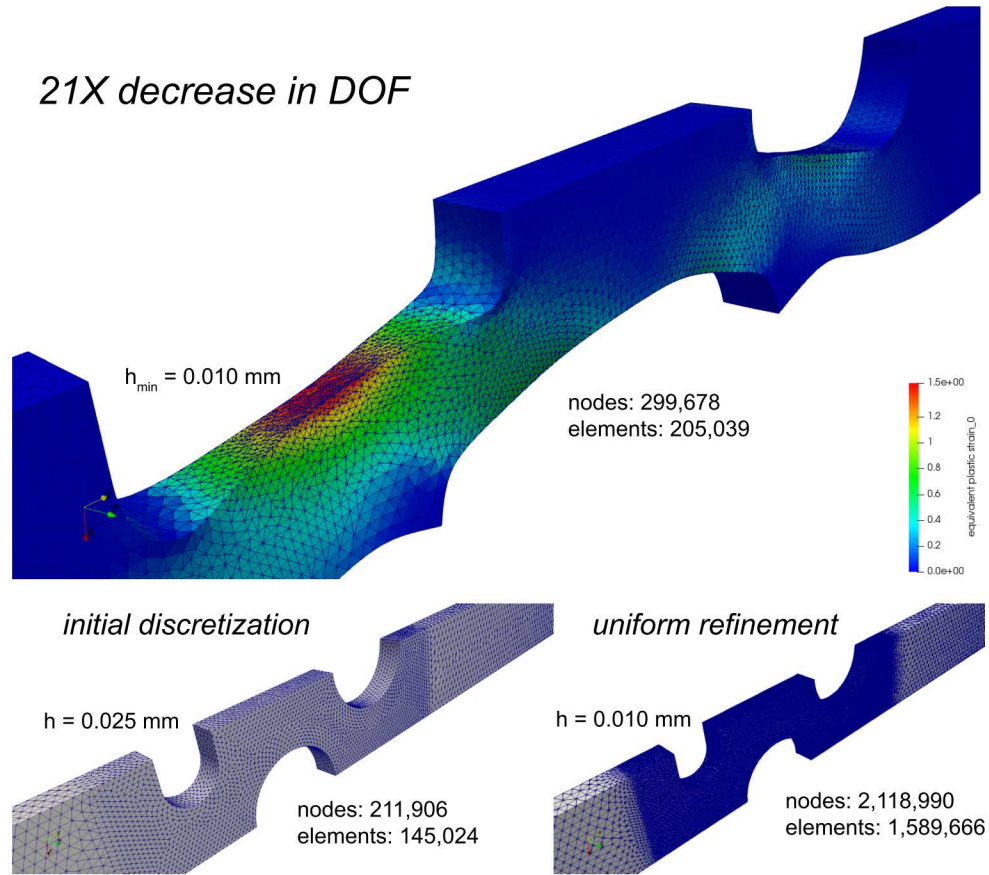 21X decrease in DOF
h_min = 0.010 mm
nodes: 299,678
elements: 205,039
1.5e+00
1.2
1
0.8
0.6
0.4
0.2
0.0e+00
equivalent plastic strain_0
initial discretization
h = 0.025 mm
nodes: 211,906
elements: 145,024
uniform refinement
h = 0.010 mm
nodes: 2,118,990
elements: 1,589,666